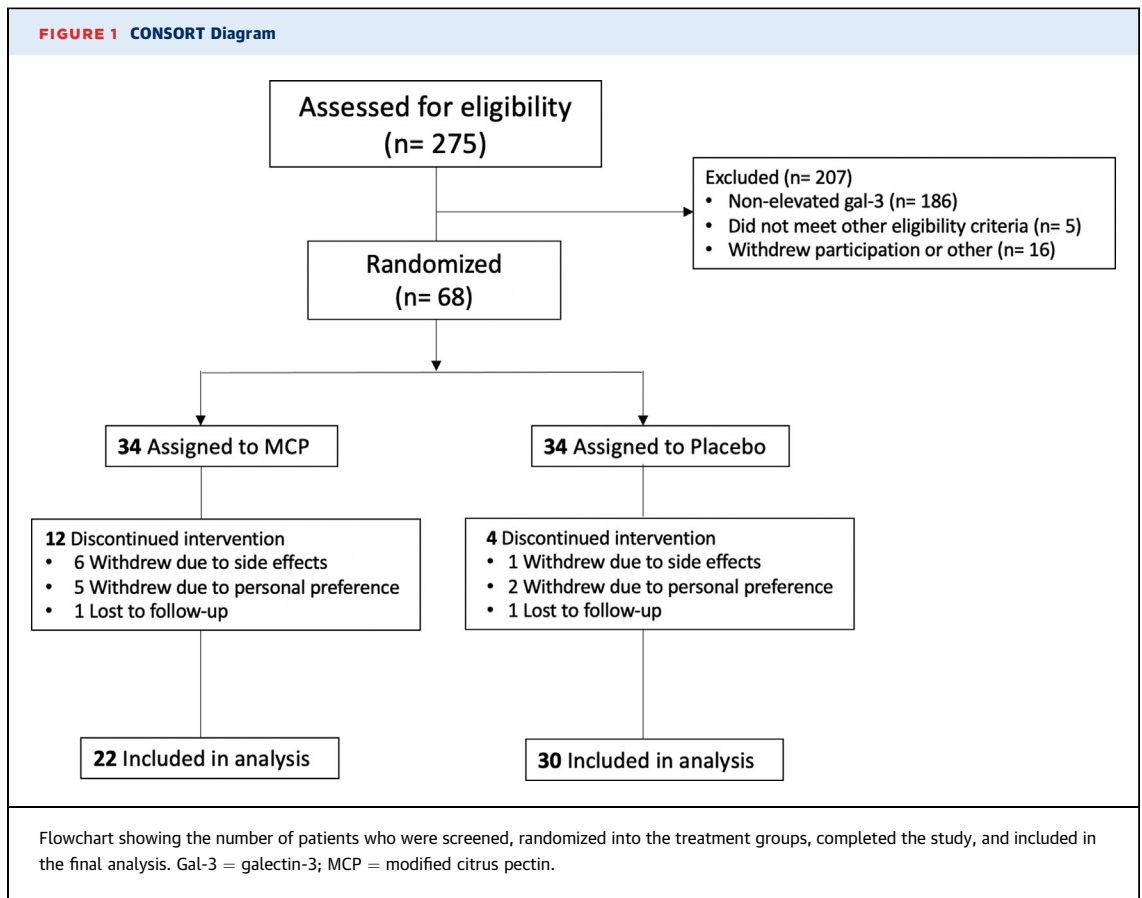 FIGURE 1 CONSORT Diagram
Assessed for eligibility
(n= 275)
Excluded (n= 207)
• Non-elevated gal-3 (n= 186)
• Did not meet other eligibility criteria (n= 5)
• Withdrew participation or other (n= 16)
Randomized
(n= 68)
34 Assigned to MCP
34 Assigned to Placebo
12 Discontinued intervention
• 6 Withdrew due to side effects
• 5 Withdrew due to personal preference
• 1 Lost to follow-up
4 Discontinued intervention
• 1 Withdrew due to side effects
• 2 Withdrew due to personal preference
• 1 Lost to follow-up
22 Included in analysis
30 Included in analysis
Flowchart showing the number of patients who were screened, randomized into the treatment groups, completed the study, and included in
the final analysis. Gal-3 = galectin-3; MCP = modified citrus pectin.